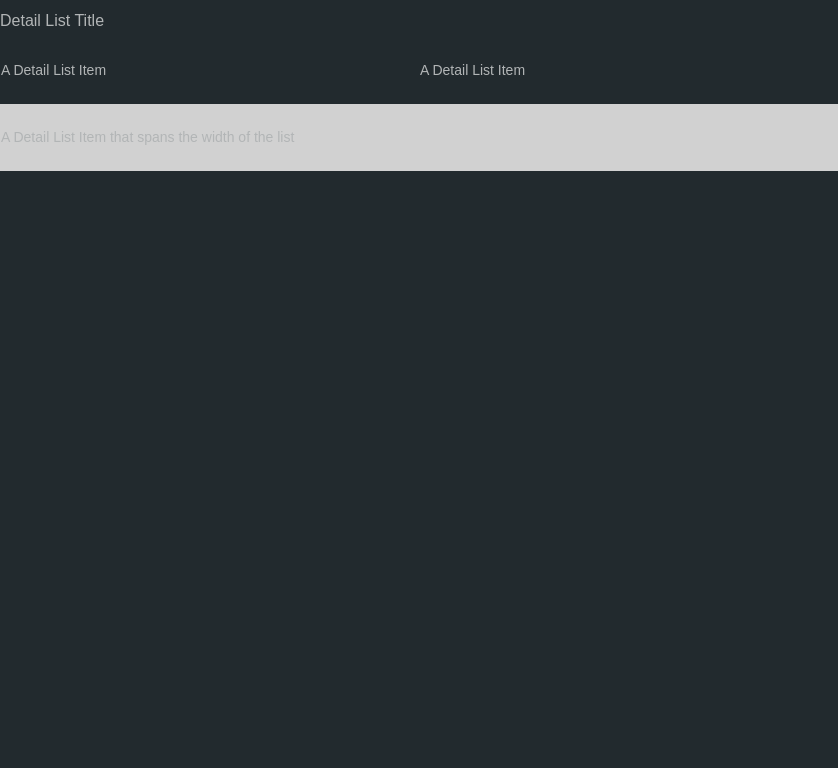 Detail List Title
A Detail List Item
A Detail List Item
A Detail List Item that spans the width of the list